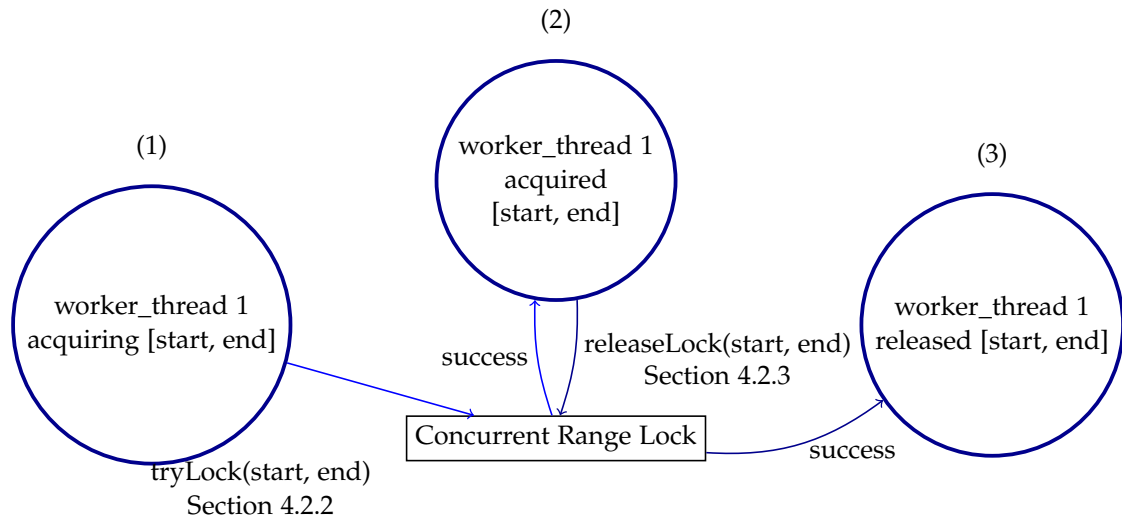 (1)
worker_thread 1
acquiring [start, end]
tryLock(start, end)
Section 4.2.2
(2)
worker_thread 1
acquired
[start, end]
success
releaseLock(start, end)
Section 4.2.3
Concurrent Range Lock
success
(3)
worker_thread 1
released [start, end]